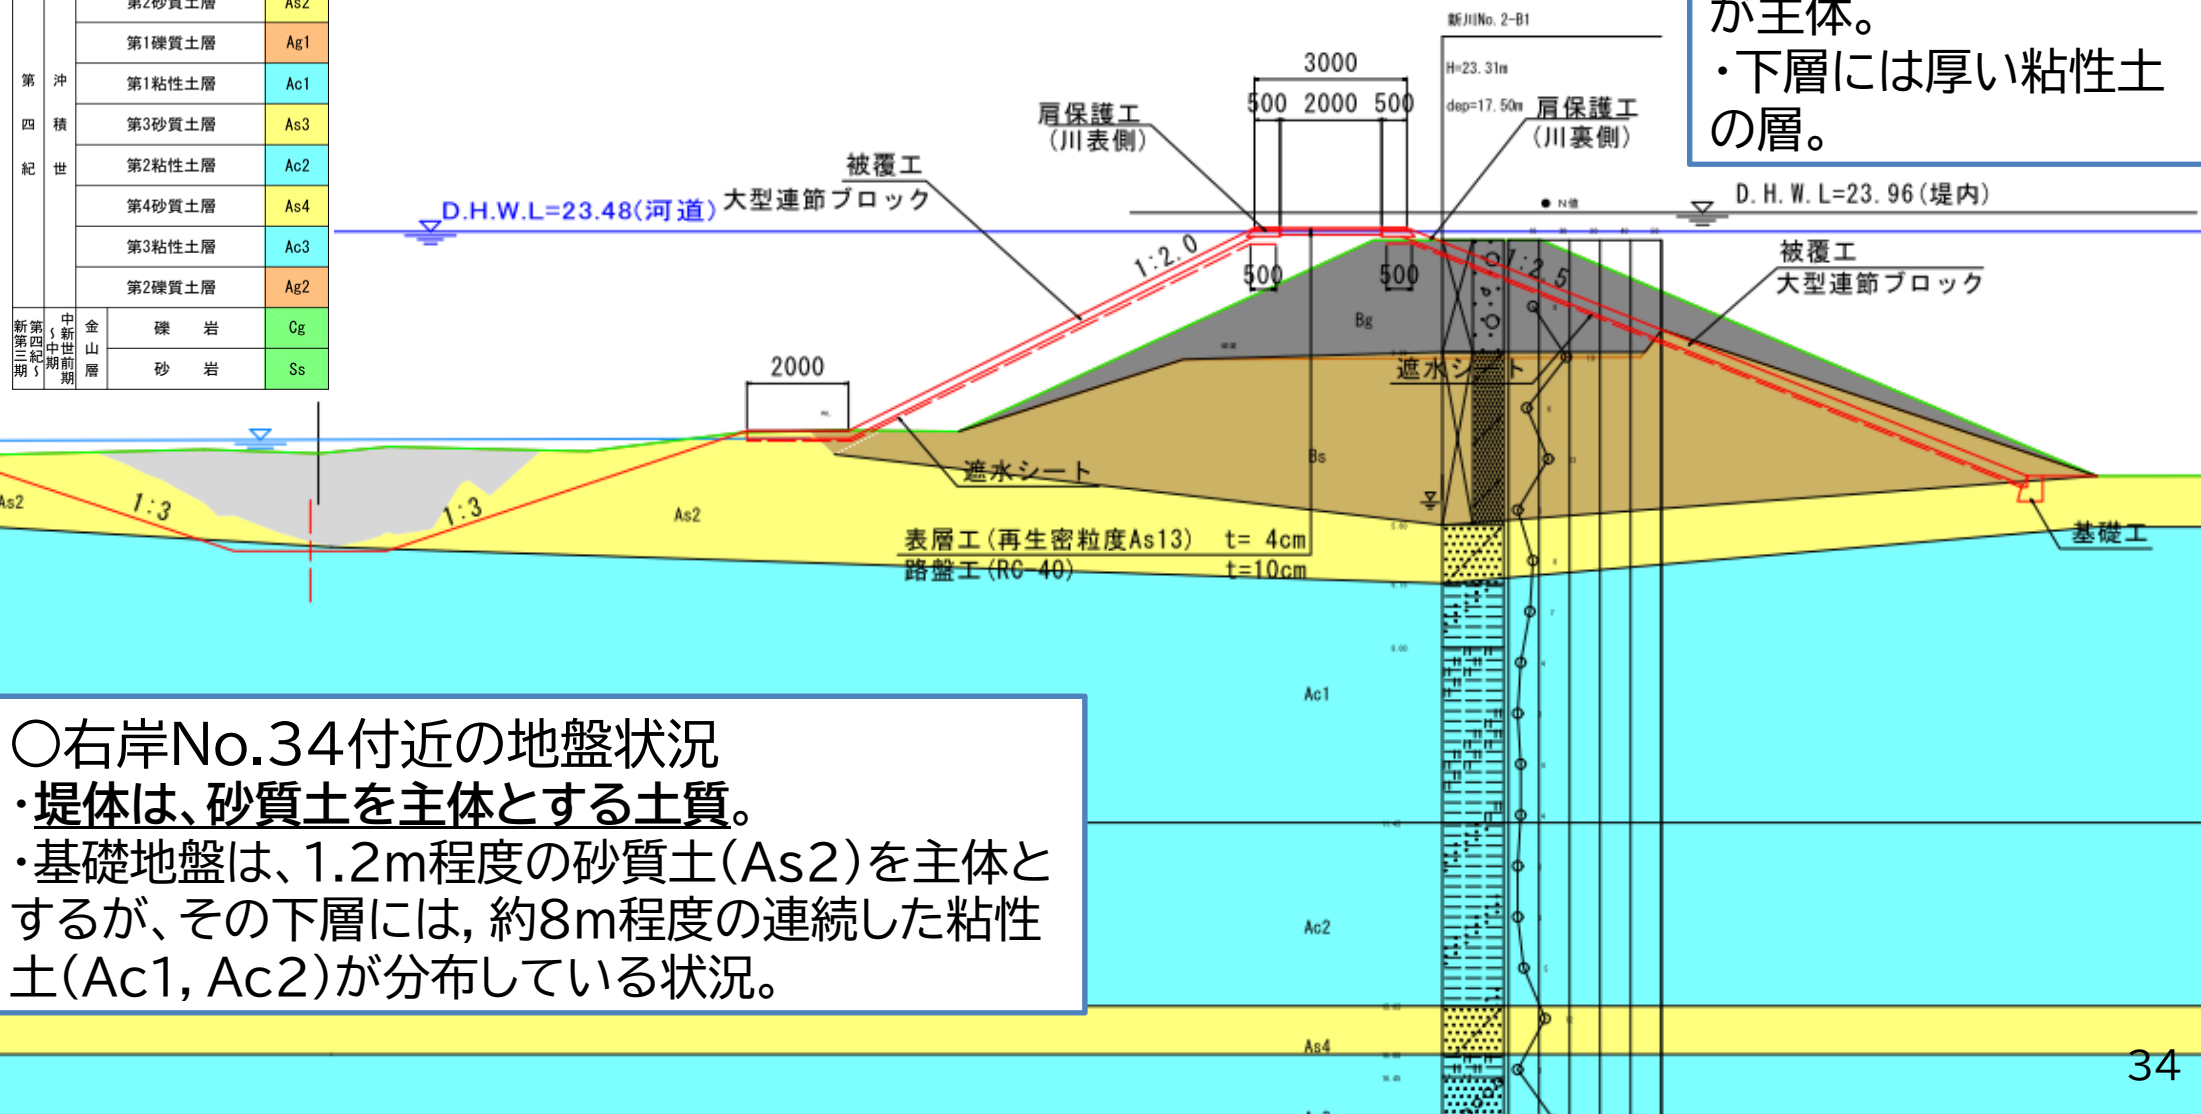 第2砂質土層 As2
第1礫質土層 Ag1
第1粘性土層 Ac1
第3砂質土層 As3
第2粘性土層 Ac2
第4砂質土層 As4
第3粘性土層 Ac3
第2礫質土層 Ag2
礫 岩 Cg
砂 岩 Ss
第四紀
沖積世
新第三期
第四紀~
中新世前期
~中期
金山層
が主体。
・下層には厚い粘性土
の層。
新川No. 2-B1
H=23.31m
dep=17.50m
3000
500 2000 500
肩保護工
(川表側)
肩保護工
(川裏側)
被覆工
大型連節ブロック
D.H.W.L=23.48(河道)
D.H.W.L=23.96(堤内)
N値
被覆工
大型連節ブロック
1:2.0
1:2.5
500
500
Bg
遮水シート
2000
Bs
遮水シート
1:3
1:3
As2
As2
表層工(再生密粒度As13) t= 4cm
路盤工(RC-40) t=10cm
基礎工
Ac1
Ac2
As4
○右岸No.34付近の地盤状況
・堤体は、砂質土を主体とする土質。
・基礎地盤は、1.2m程度の砂質土(As2)を主体と
するが、その下層には,約8m程度の連続した粘性
土(Ac1,Ac2)が分布している状況。
34